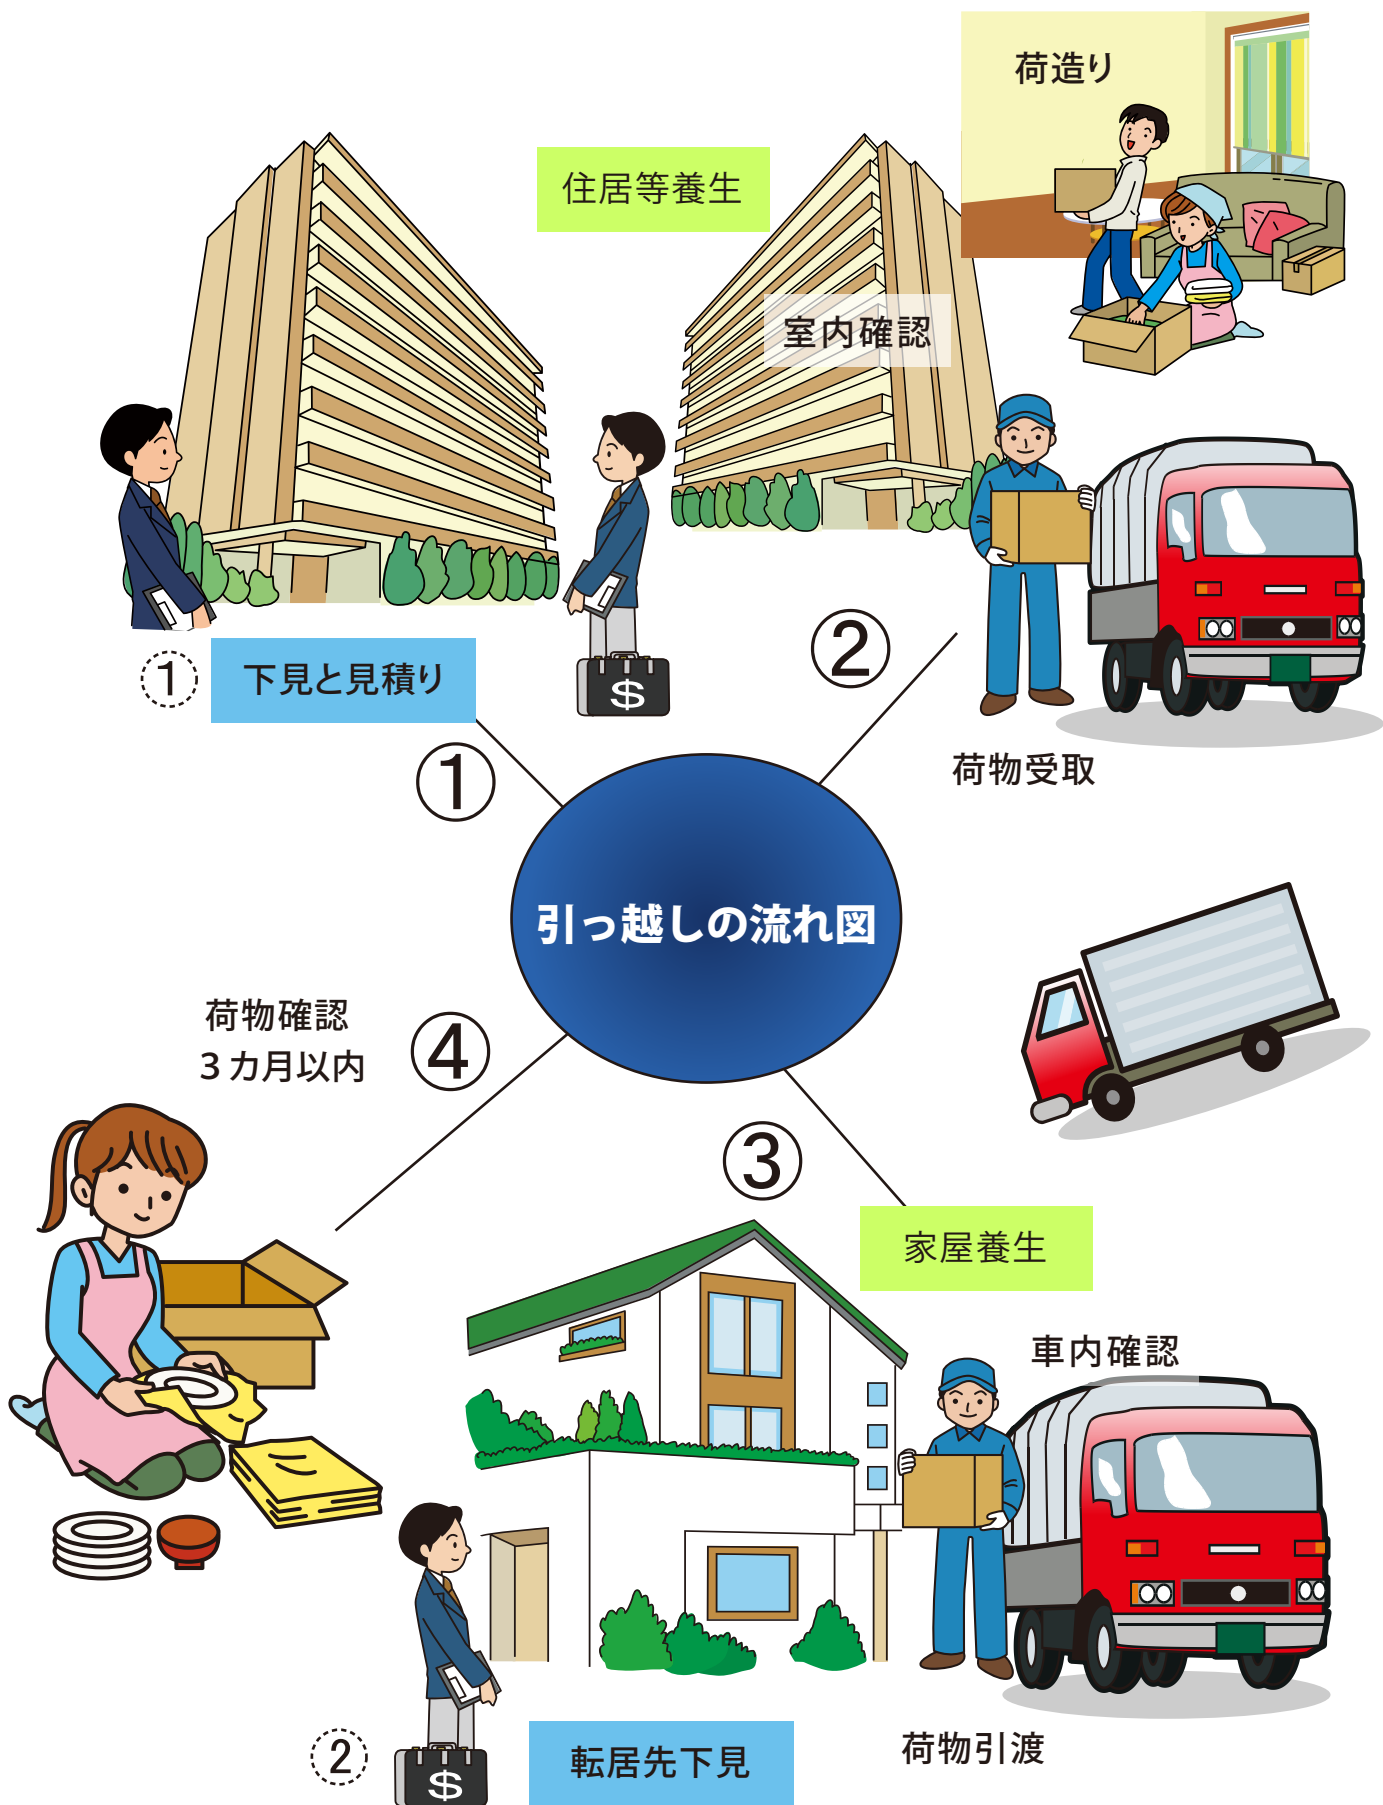 荷造り
住居等養生
室内確認
① 下見と見積り
$
①
②
荷物受取
引っ越しの流れ図
荷物確認
３カ月以内
④
③
家屋養生
車内確認
荷物引渡
② 転居先下見
$